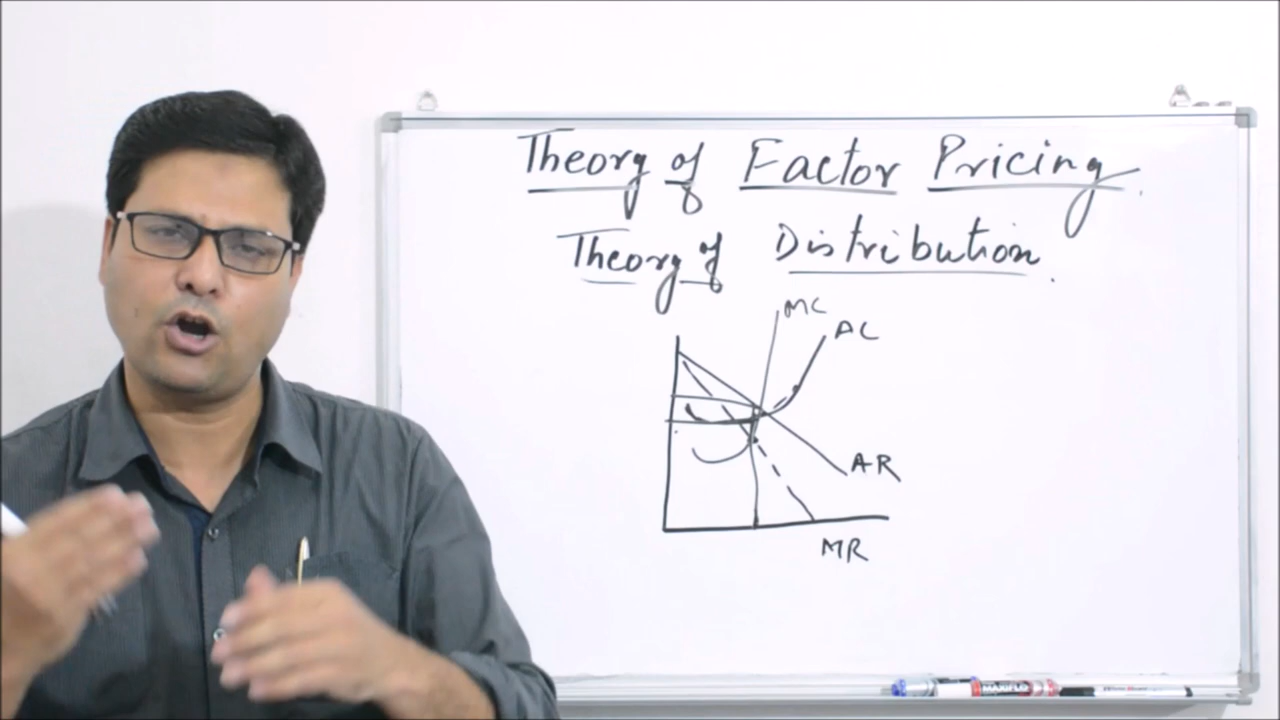 Theory of Factor Pricing.
Theory of Distribution.
MC
AC
AR
MR